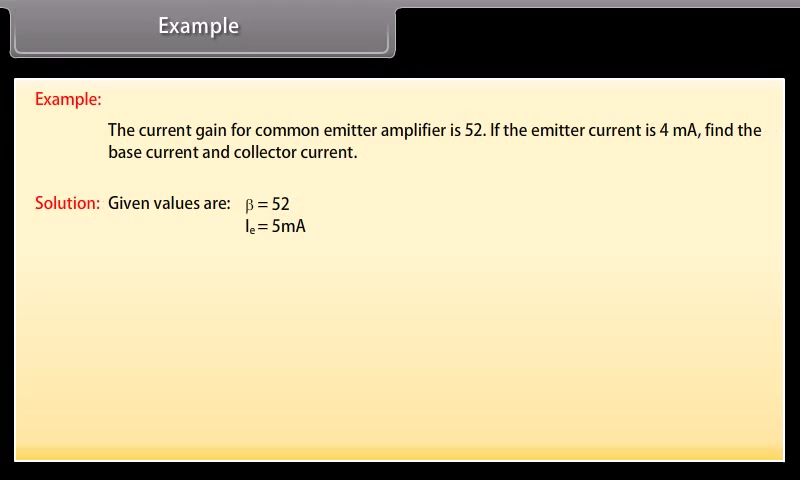 Example
Example:
The current gain for common emitter amplifier is 52. If the emitter current is 4 mA, find the
base current and collector current.
Solution: Given values are: β = 52
Iₑ = 5mA